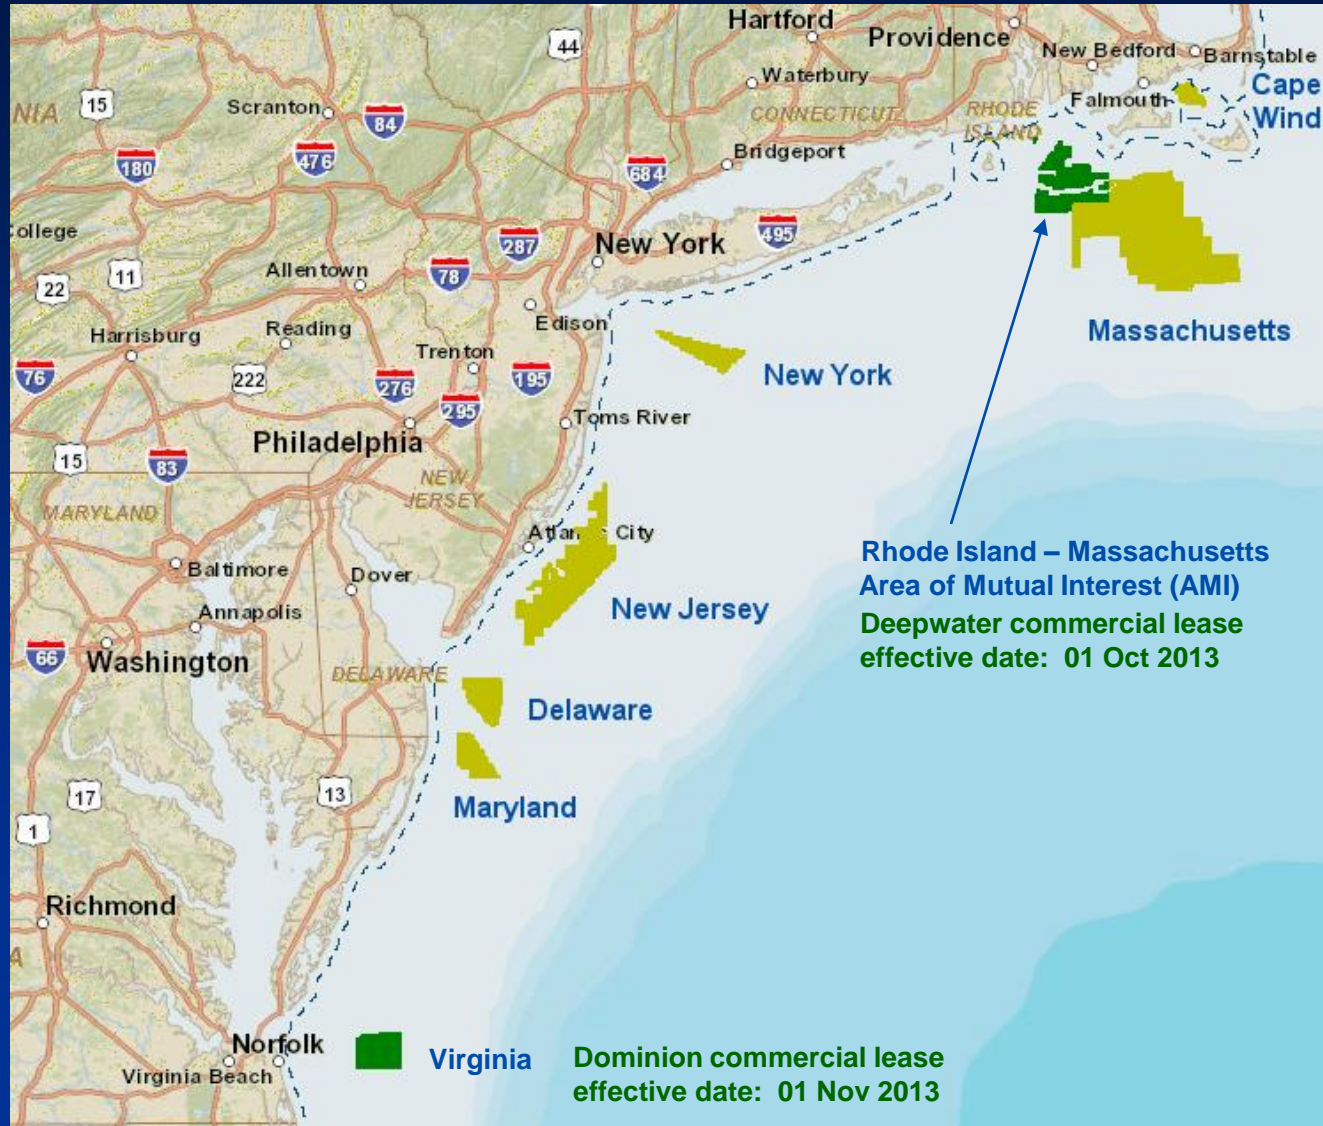 Hartford
Providence
44
New Bedford
Barnstable
Waterbury
Cape
Wind
15
Scranton
NIA
84
CONNECTICUT
RHODE
ISLAND
Falmouth
476
180
684
Bridgeport
College
287
New York
495
11
Allentown
78
22
Edison
Massachusetts
Harrisburg
Reading
Trenton
New York
76
222
276
195
295
Toms River
Philadelphia
15
83
NEW
JERSEY
MARYLAND
City
Rhode Island – Massachusetts
Area of Mutual Interest (AMI)
Deepwater commercial lease
effective date: 01 Oct 2013
Baltimore
Dover
Annapolis
New Jersey
66
Washington
DELAWARE
Delaware
17
13
Maryland
1
Richmond
A
Norfolk
Virginia Beach
Virginia
Dominion commercial lease
effective date: 01 Nov 2013